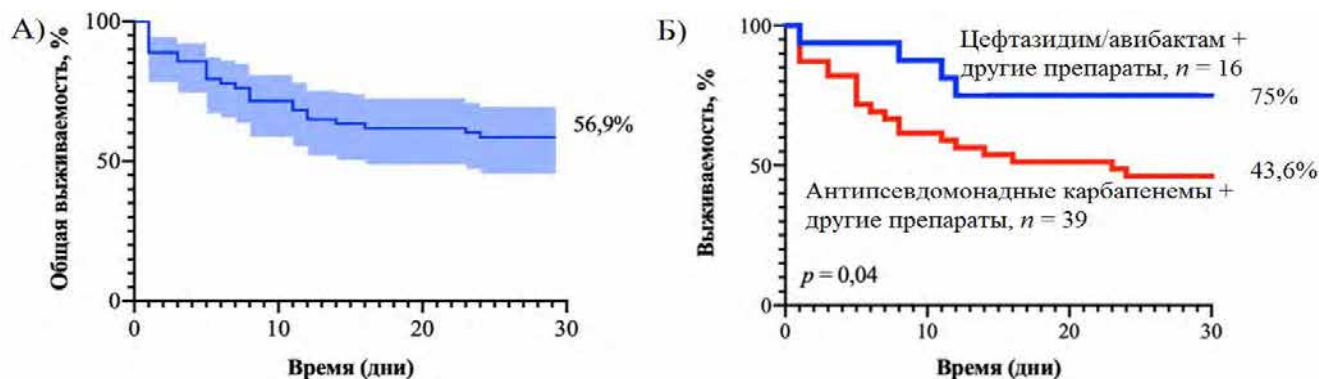 А)
Общая выживаемость, %
100
50
0
0
10
20
30
56,9%
Время (дни)
Б)
Выживаемость, %
100
50
0
0
10
20
30
Цефтазидим/авибактам +
другие препараты, n = 16
75%
43,6%
Антипсевдомонадные карбапенемы +
другие препараты, n = 39
p = 0,04
Время (дни)